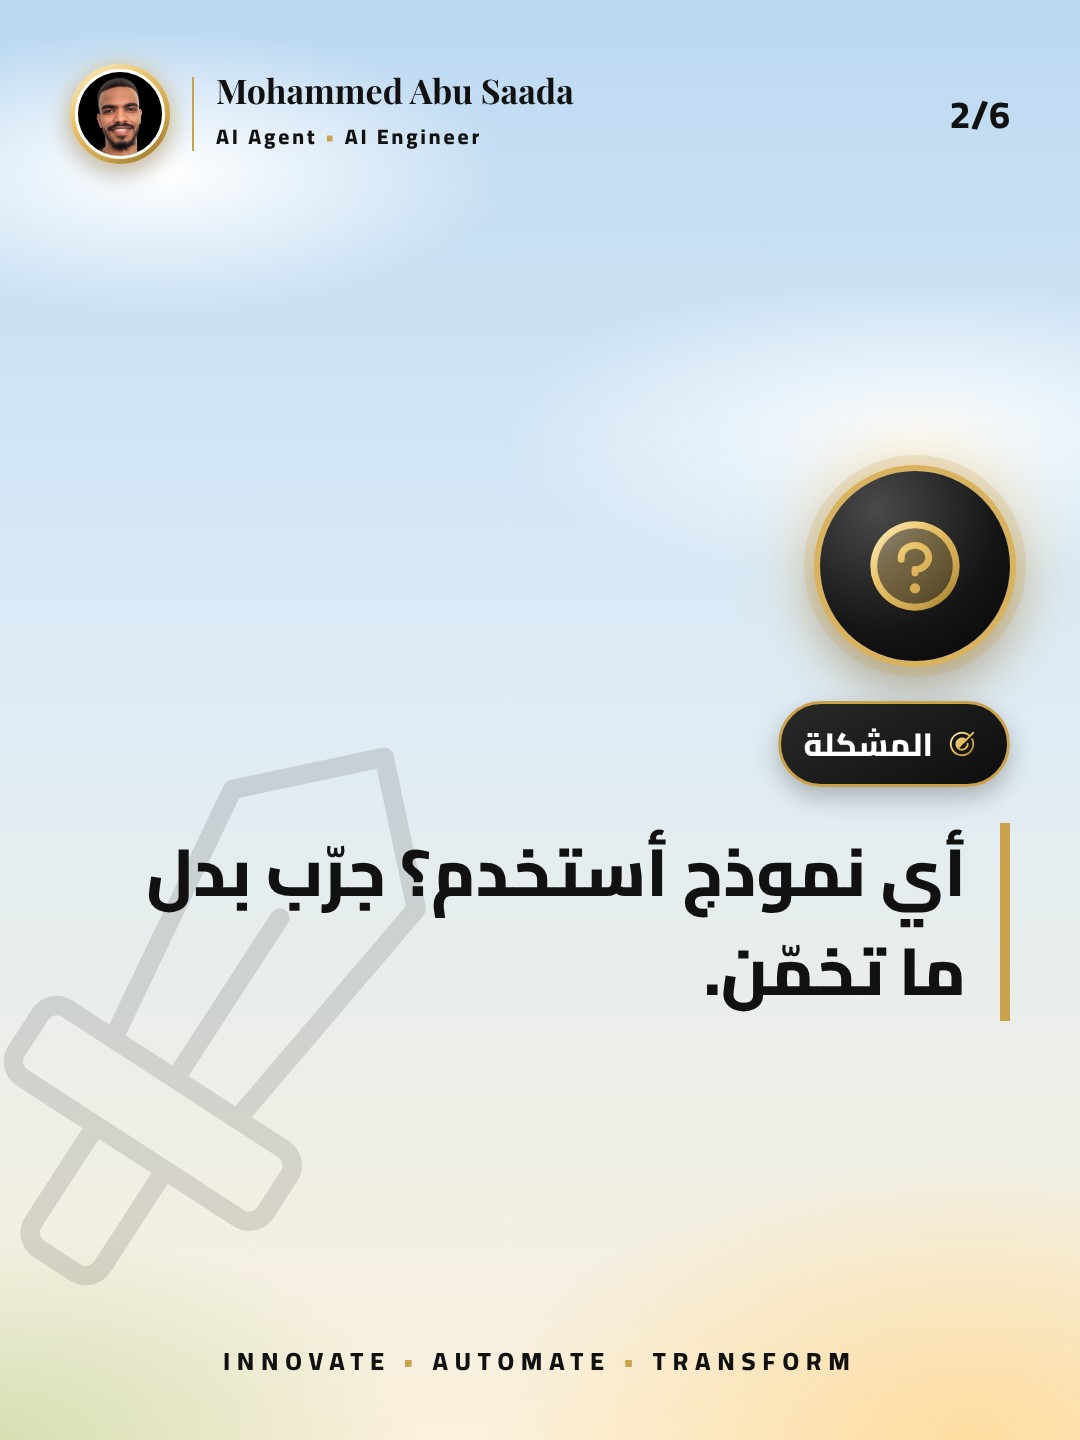 Mohammed Abu Saada
AI Agent ▪ AI Engineer
2/6
المشكلة
أي نموذج أستخدم؟ جرّب بدل
ما تخمّن.
INNOVATE ▪ AUTOMATE ▪ TRANSFORM